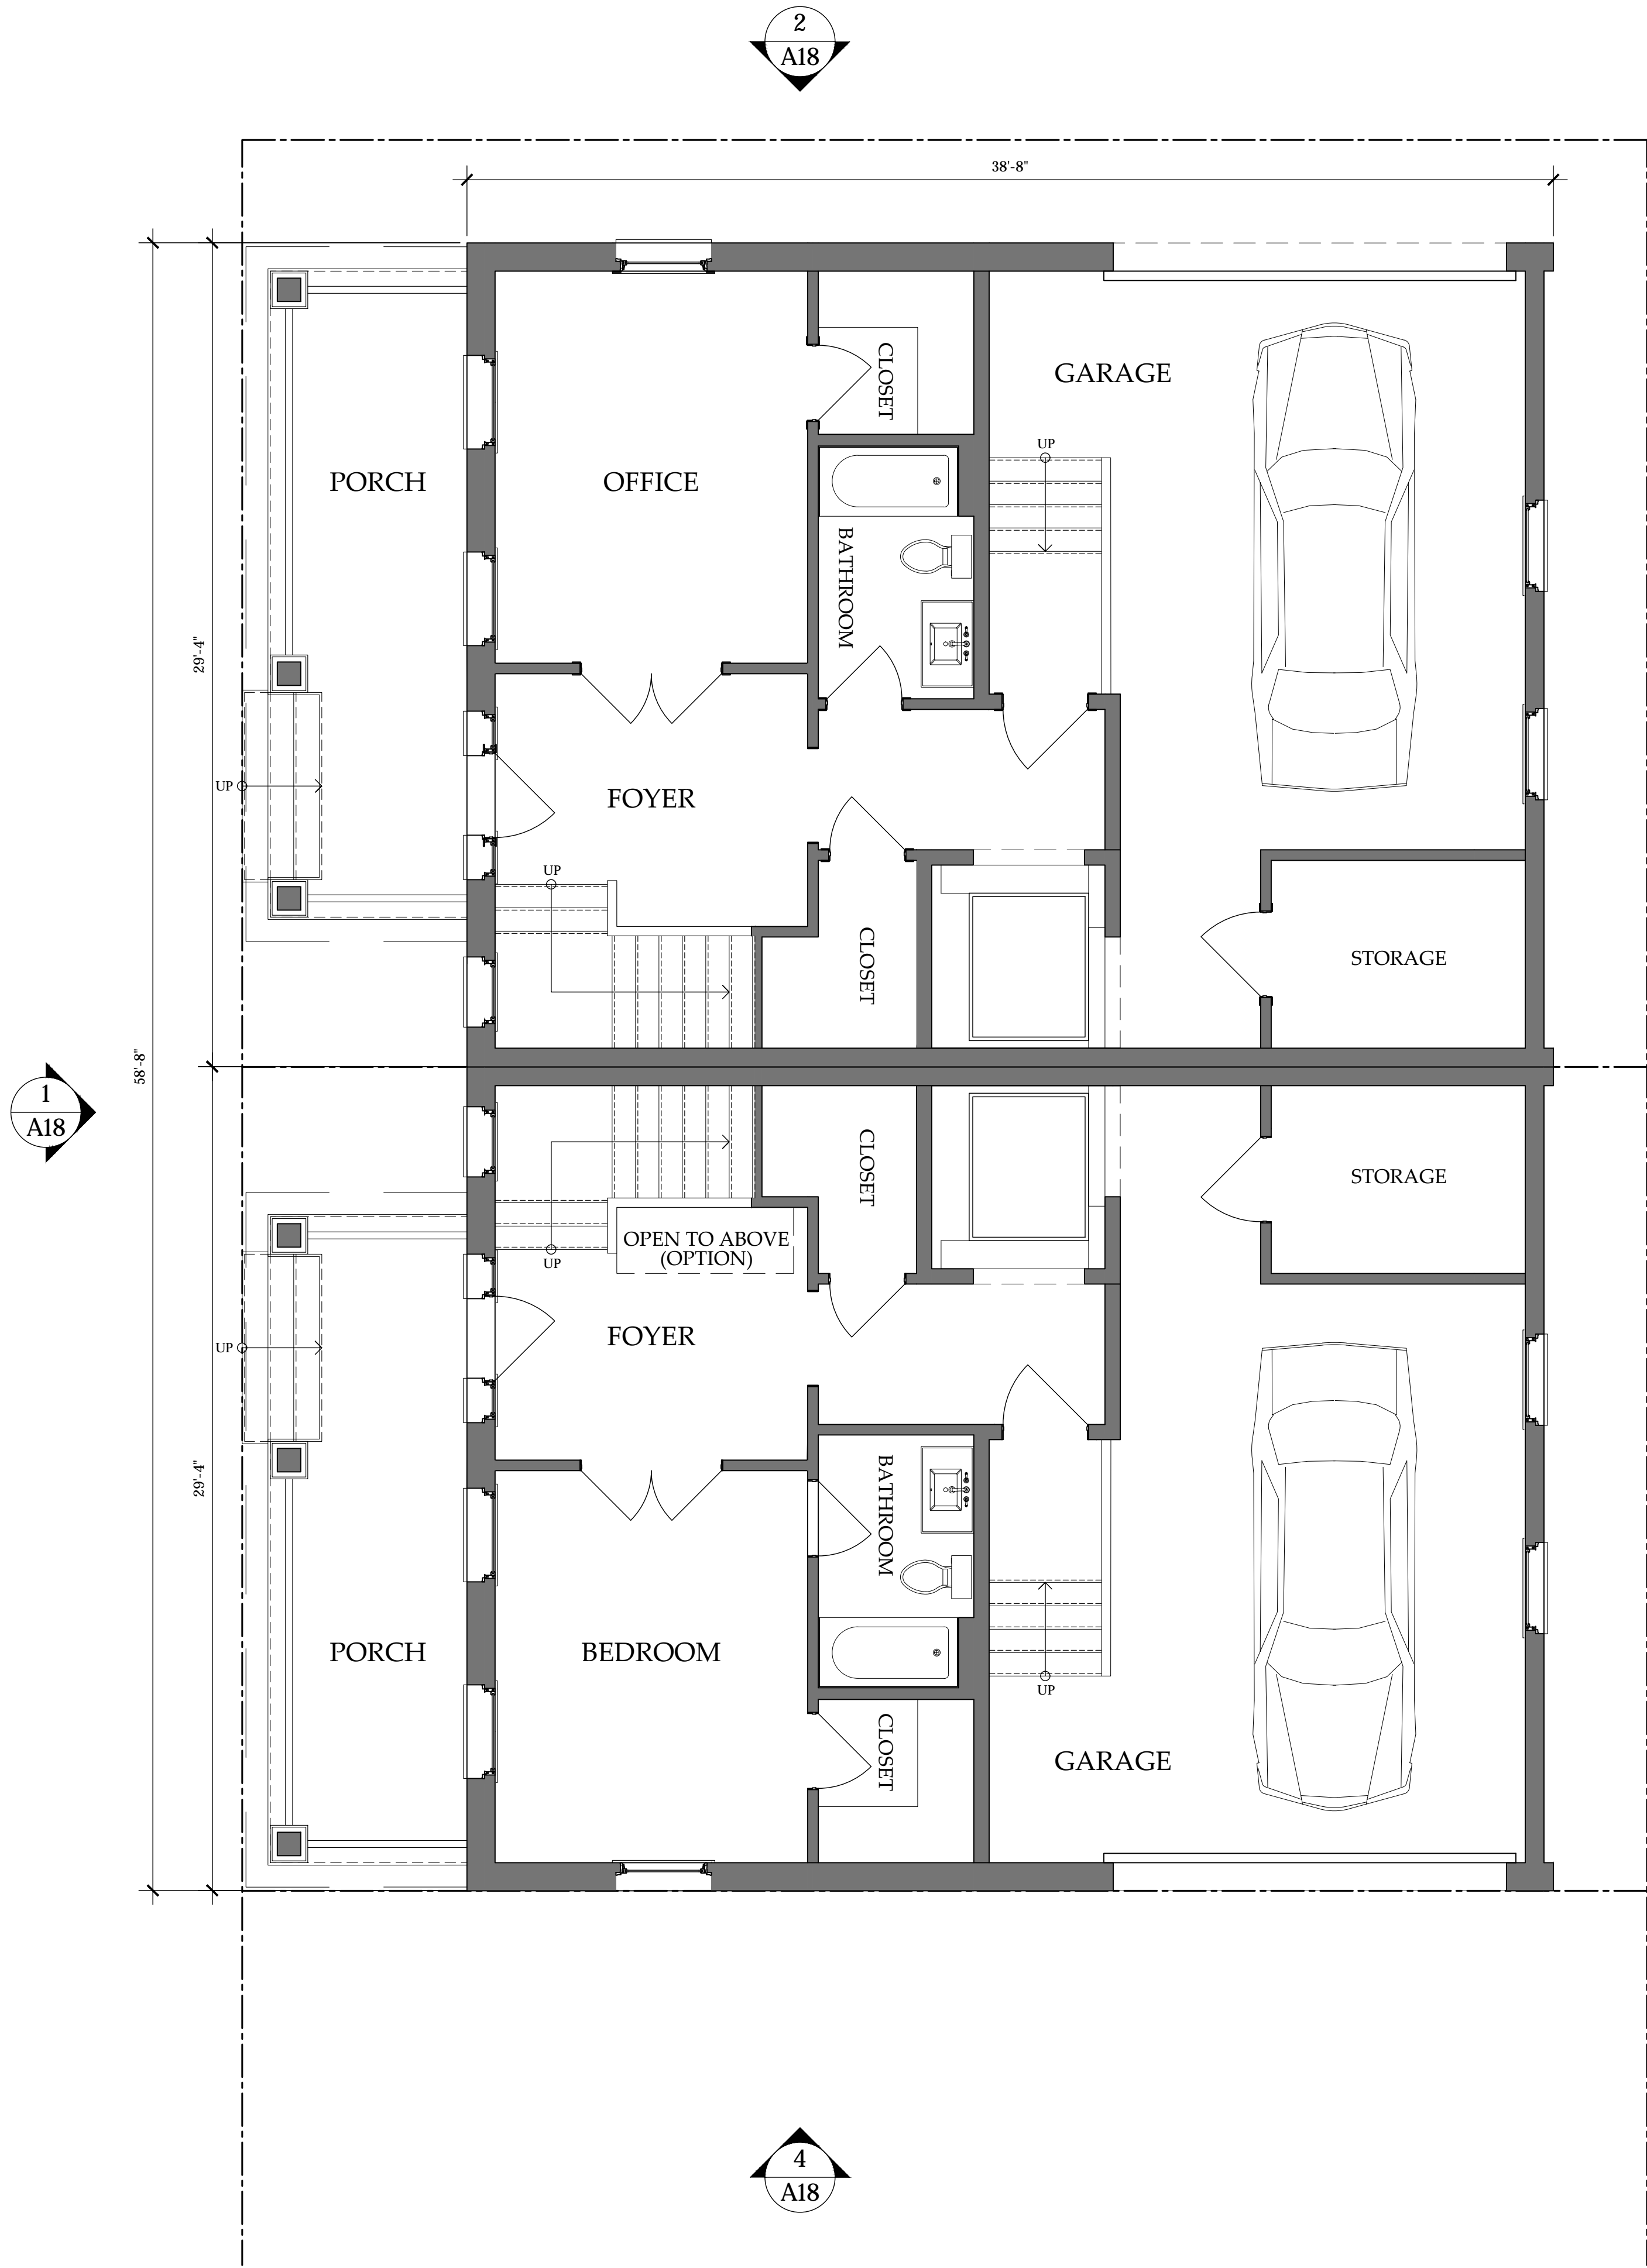 2
A18
38'-8"
CLOSET
GARAGE
UP
PORCH
OFFICE
BATHROOM
29'-4"
UP
FOYER
UP
CLOSET
STORAGE
58'-8"
1
A18
CLOSET
STORAGE
OPEN TO ABOVE
(OPTION)
UP
FOYER
UP
29'-4"
BATHROOM
PORCH
BEDROOM
UP
CLOSET
GARAGE
4
A18